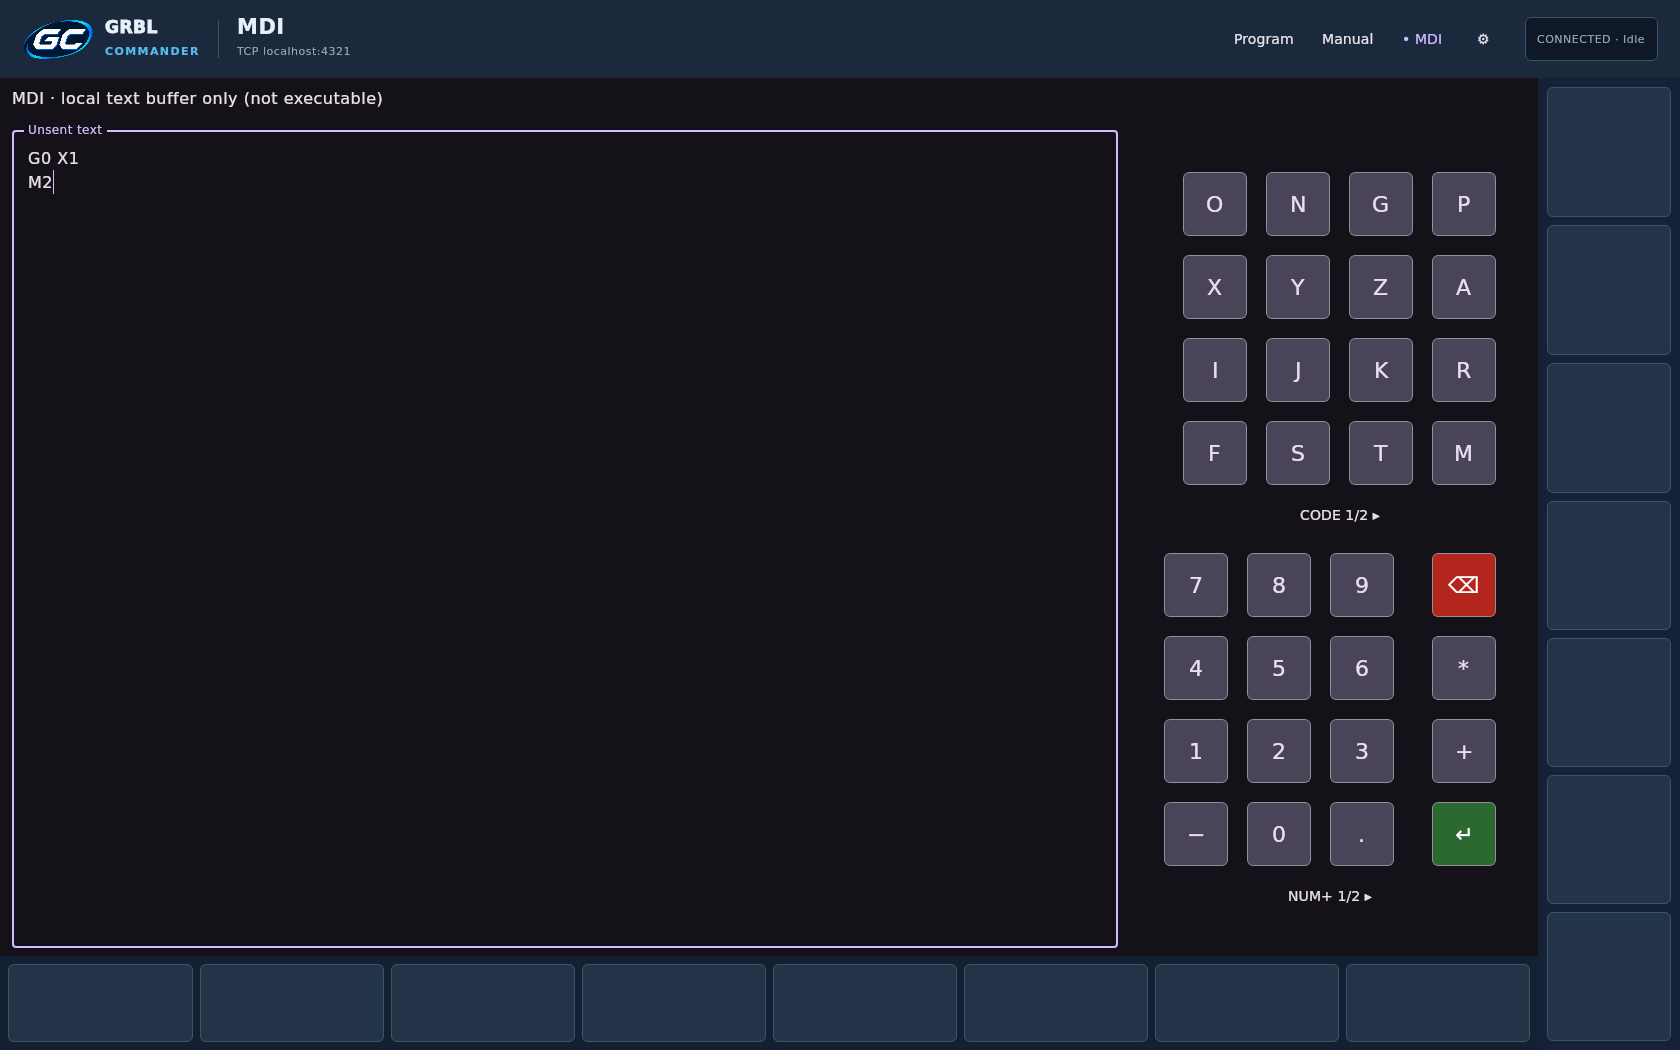 GC
GRBL
COMMANDER
MDI
TCP localhost:4321
Program
Manual
• MDI
⚙
CONNECTED · Idle
MDI · local text buffer only (not executable)
Unsent text
G0 X1
M2
O N G P
X Y Z A
I J K R
F S T M
CODE 1/2 ▸
7 8 9 ⌫
4 5 6 *
1 2 3 +
− 0 . ↵
NUM+ 1/2 ▸